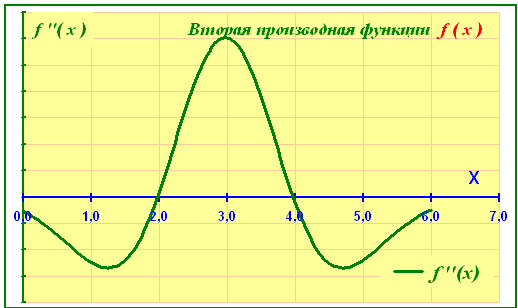 f ''( x ) Вторая производная функции f ( x )
X
0,0 1,0 2,0 3,0 4,0 5,0 6,0 7,0
f ''(x)